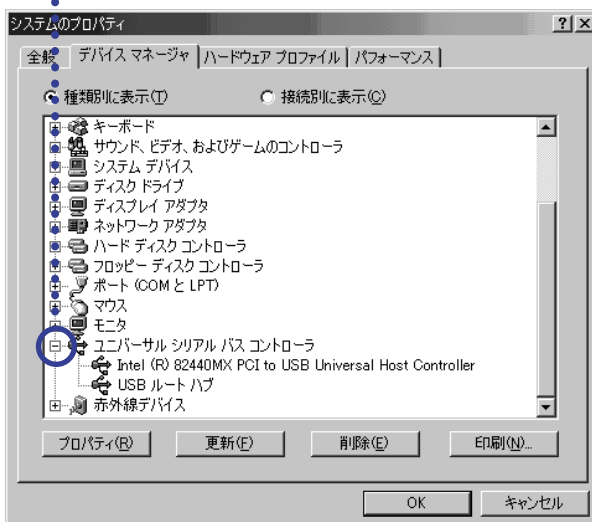 システムのプロパティ
全般 デバイス マネージャ ハードウェア プロファイル パフォーマンス
種類別に表示(T) 接続別に表示(C)
キーボード
サウンド、ビデオ、およびゲームのコントローラ
システム デバイス
ディスク ドライブ
ディスプレイ アダプタ
ネットワーク アダプタ
ハード ディスク コントローラ
フロッピー ディスク コントローラ
ポート (COM と LPT)
マウス
モニタ
ユニバーサル シリアル バス コントローラ
Intel (R) 82440MX PCI to USB Universal Host Controller
USB ルート ハブ
赤外線デバイス
プロパティ(R) 更新(F) 削除(E) 印刷(N)...
OK キャンセル